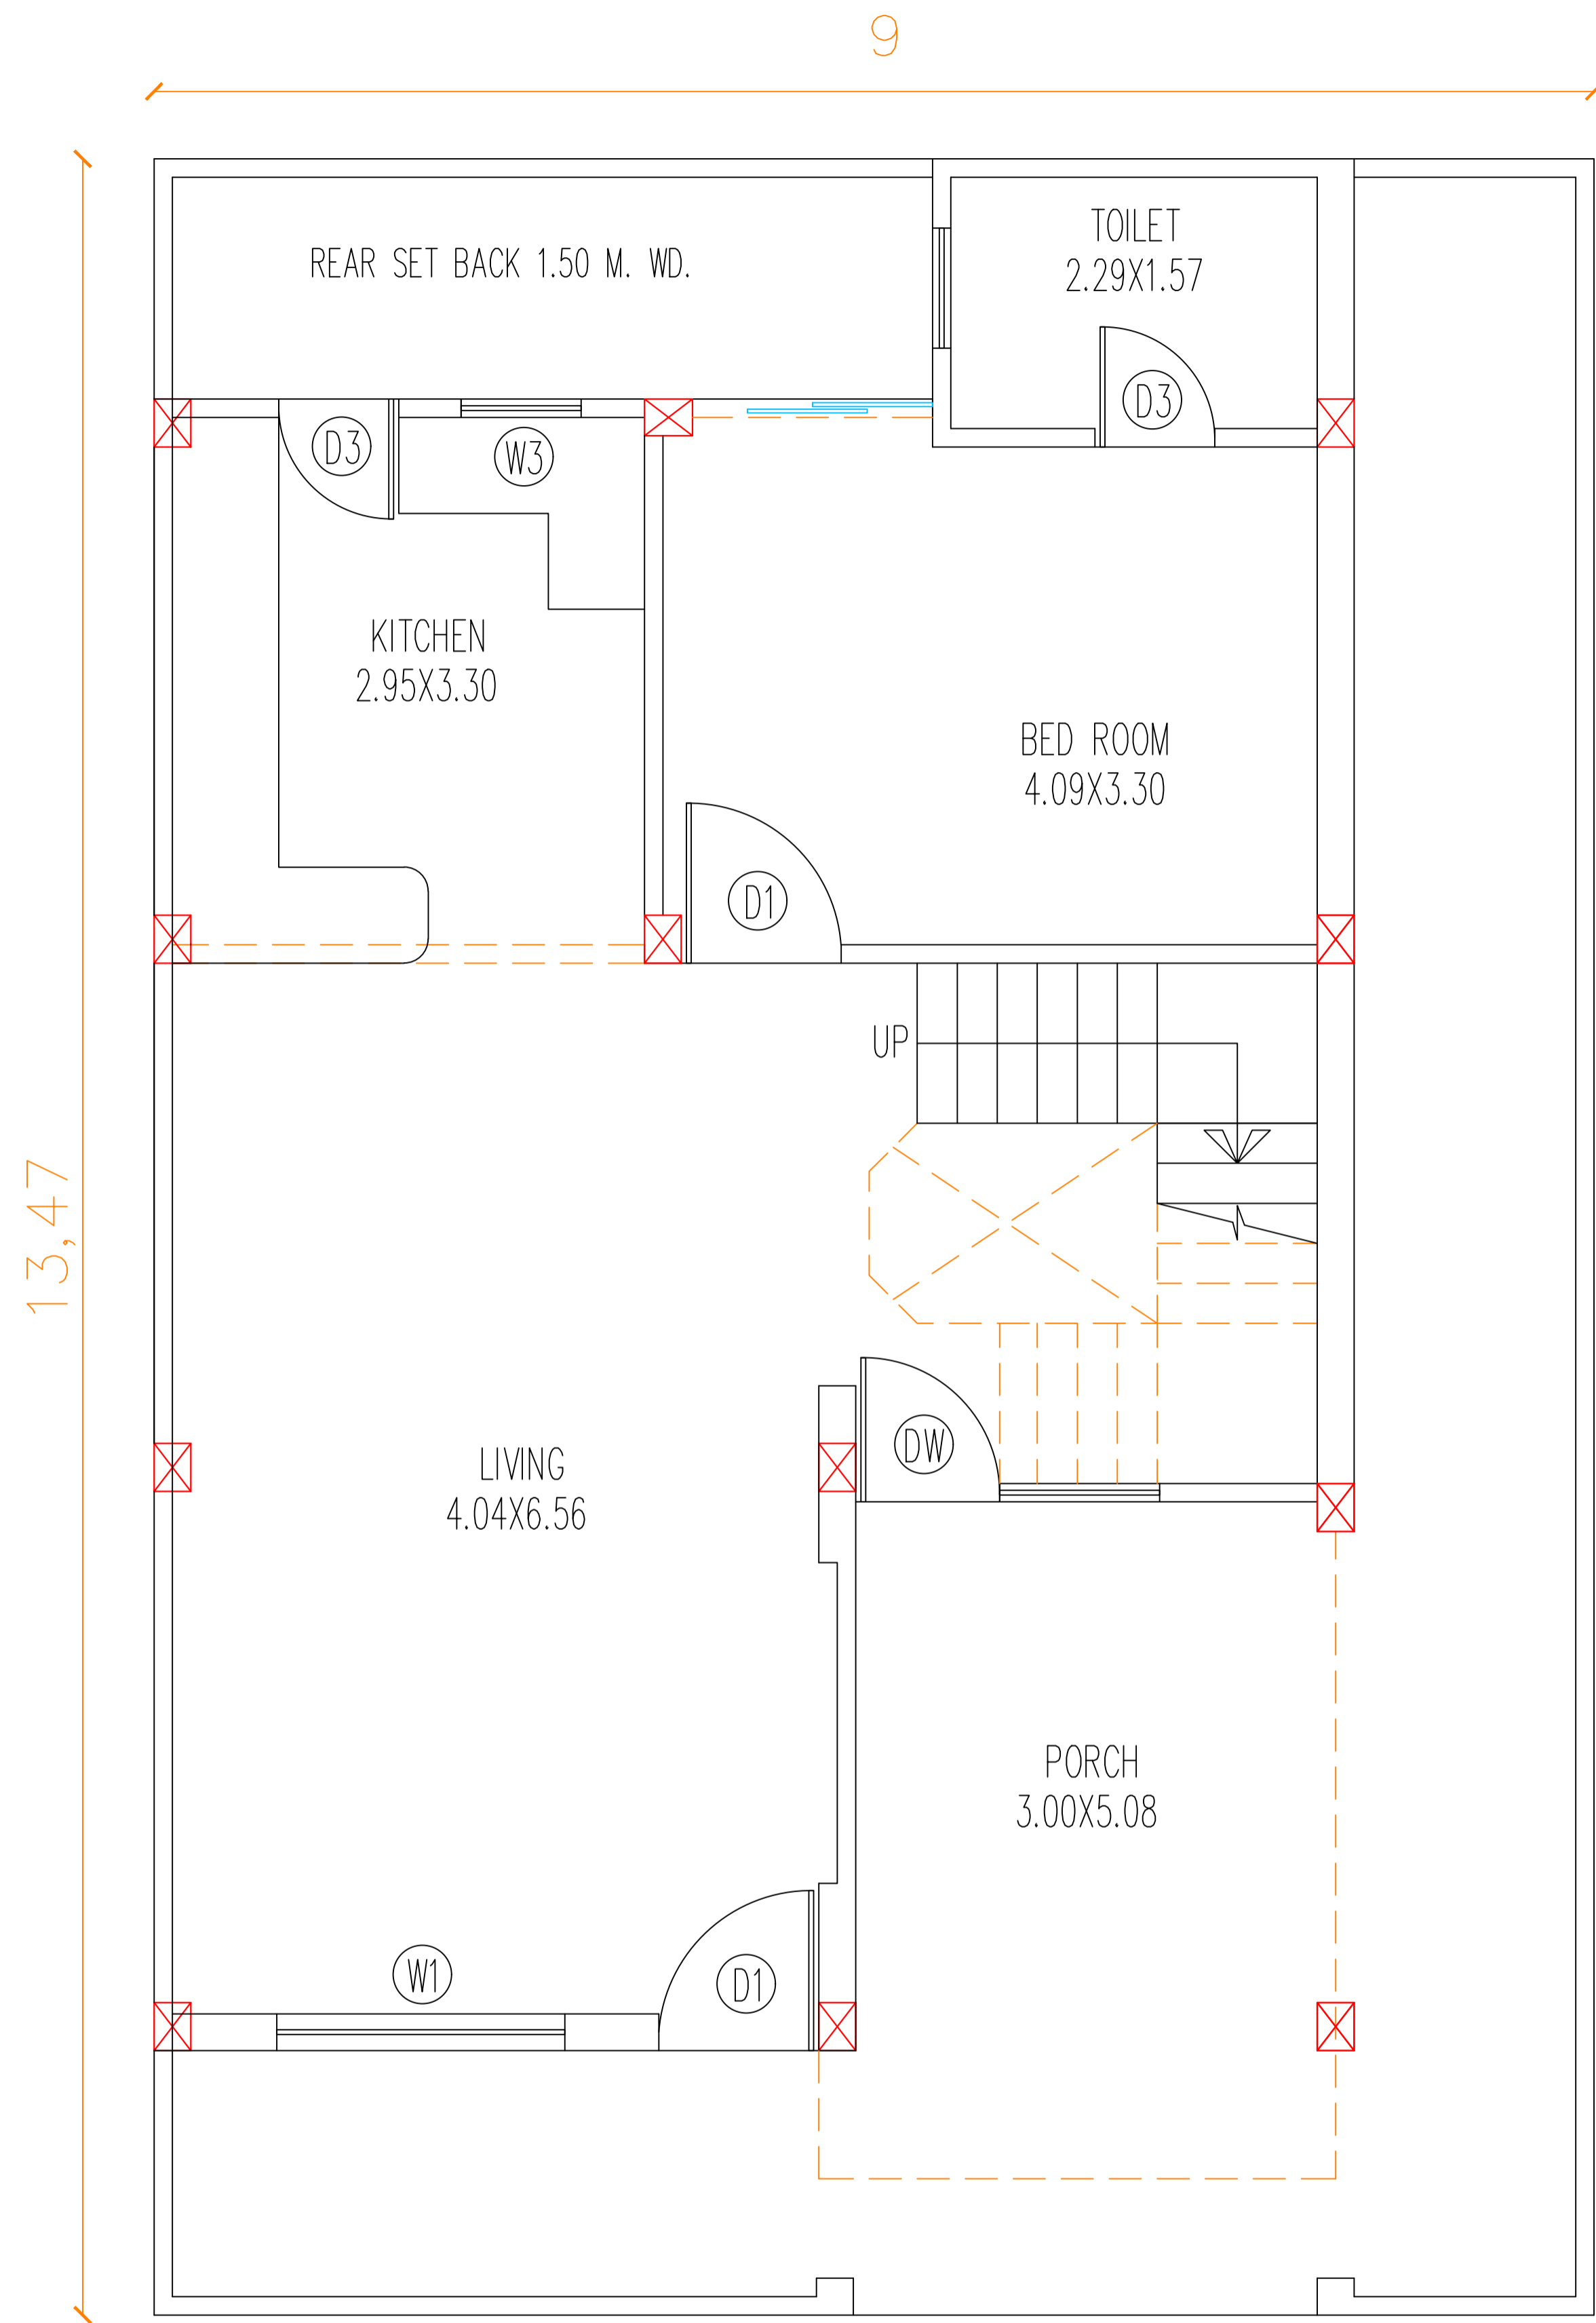 9
REAR SET BACK 1.50 M. WD.
TOILET
2.29X1.57
D3
D3
W3
KITCHEN
2.95X3.30
BED ROOM
4.09X3.30
D1
UP
13,47
DW
LIVING
4.04X6.56
PORCH
3.00X5.08
W1
D1